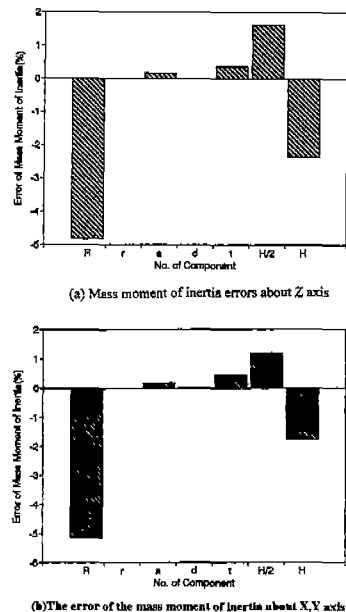 2
1
0
-1
-2
-3
-4
-5
Error of Mass Moment of Inertia(%)
R r a d t H/2 H
No. of Component
(a) Mass moment of inertia errors about Z axis
2
1
0
-1
-2
-3
-4
-5
-6
Error of Mass Moment of Inertia(%)
R r a d t H/2 H
No. of Component
(b)The error of the mass moment of inertia about X,Y axis